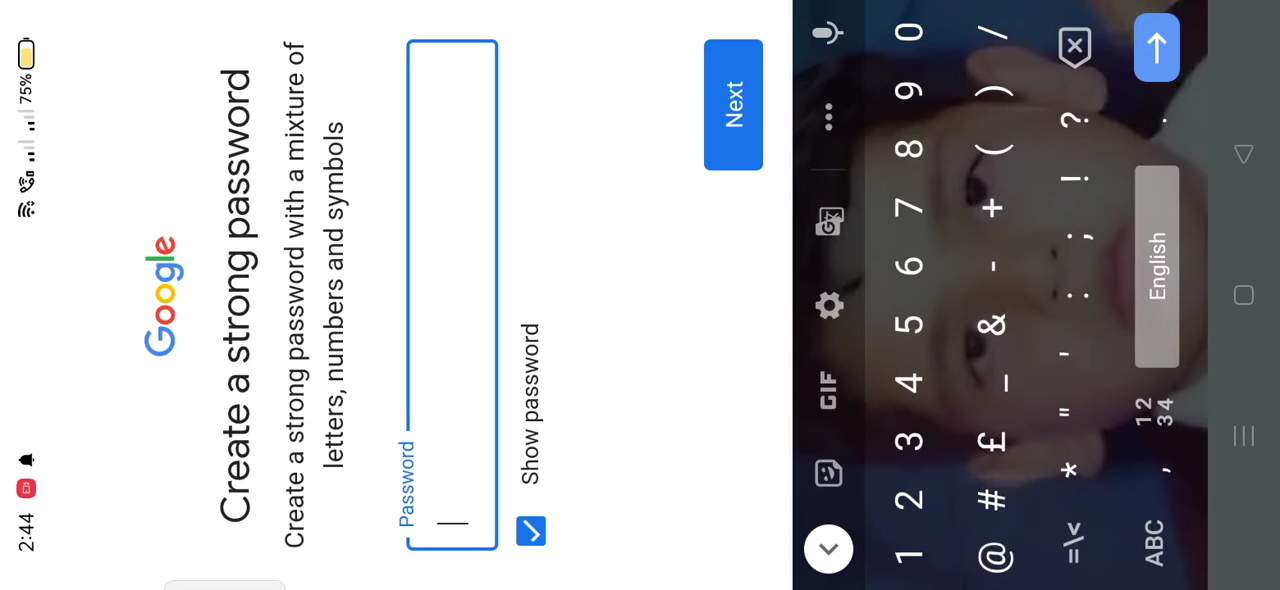 2:44
75%
Google
Create a strong password
Create a strong password with a mixture of
letters, numbers and symbols
Password
Show password
Next
GIF
1 2 3 4 5 6 7 8 9 0
@ # £ _ & - + ( ) /
=\< * " ' : ; ! ?
ABC , 12 34 English .